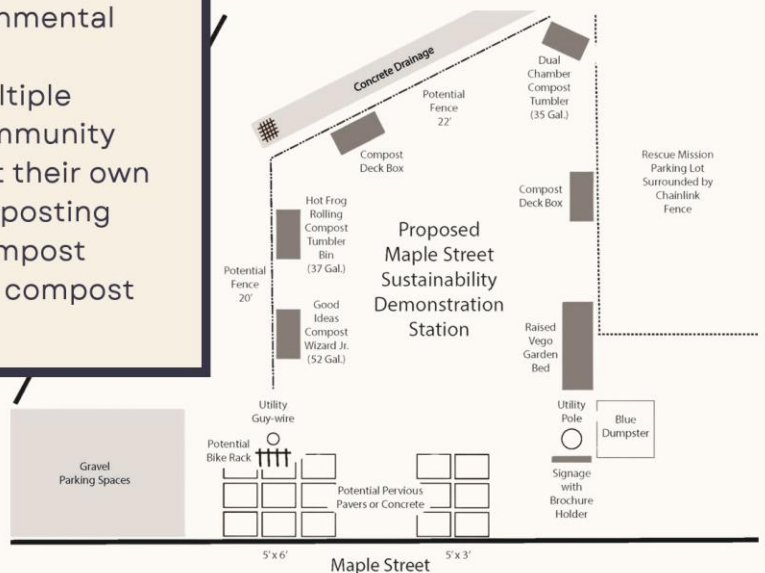 nmental
ltiple
mmunity
t their own
posting
mpost
compost
Concrete Drainage
Potential
Fence
22'
Dual
Chamber
Compost
Tumbler
(35 Gal.)
Compost
Deck Box
Rescue Mission
Parking Lot
Surrounded by
Chainlink
Fence
Compost
Deck Box
Hot Frog
Rolling
Compost
Tumbler
Bin
(37 Gal.)
Proposed
Maple Street
Sustainability
Demonstration
Station
Potential
Fence
20'
Good
Ideas
Compost
Wizard Jr.
(52 Gal.)
Raised
Vego
Garden
Bed
Utility
Guy-wire
Utility
Pole
Blue
Dumpster
Potential
Bike Rack
Gravel
Parking Spaces
Potential Pervious
Pavers or Concrete
Signage
with
Brochure
Holder
5' x 6'
5' x 3'
Maple Street